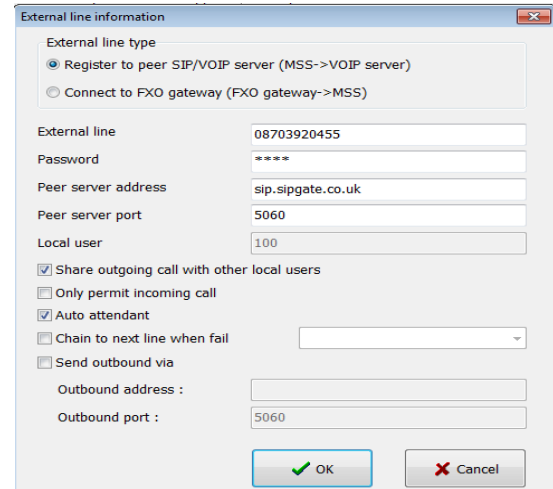 External line information
External line type
Register to peer SIP/VOIP server (MSS->VOIP server)
Connect to FXO gateway (FXO gateway->MSS)
External line 08703920455
Password ****
Peer server address sip.sipgate.co.uk
Peer server port 5060
Local user 100
Share outgoing call with other local users
Only permit incoming call
Auto attendant
Chain to next line when fail
Send outbound via
Outbound address :
Outbound port : 5060
OK Cancel